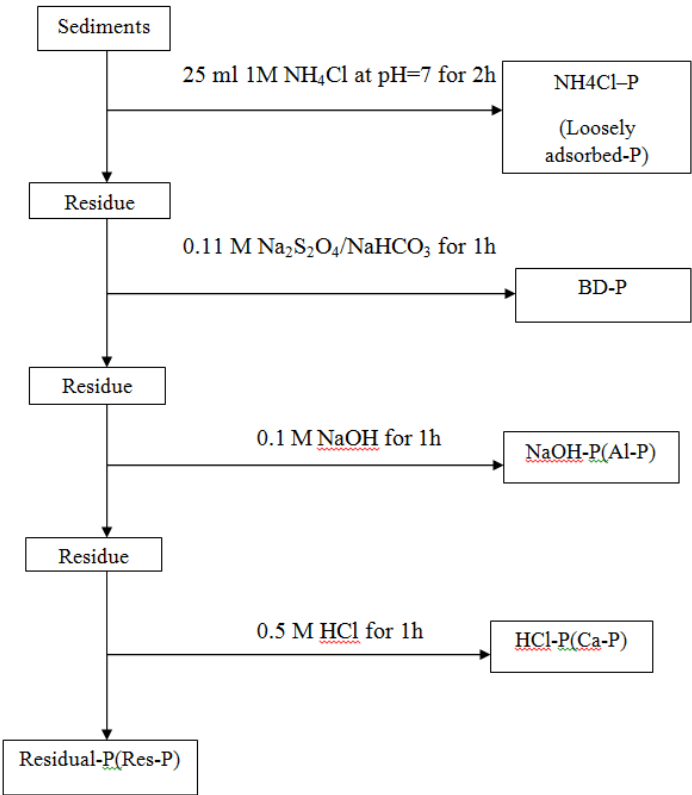 Sediments
25 ml 1M NH₄Cl at pH=7 for 2h
NH4Cl–P
(Loosely
adsorbed-P)
Residue
0.11 M Na₂S₂O₄/NaHCO₃ for 1h
BD-P
Residue
0.1 M NaOH for 1h
NaOH-P(Al-P)
Residue
0.5 M HCl for 1h
HCl-P(Ca-P)
Residual-P(Res-P)